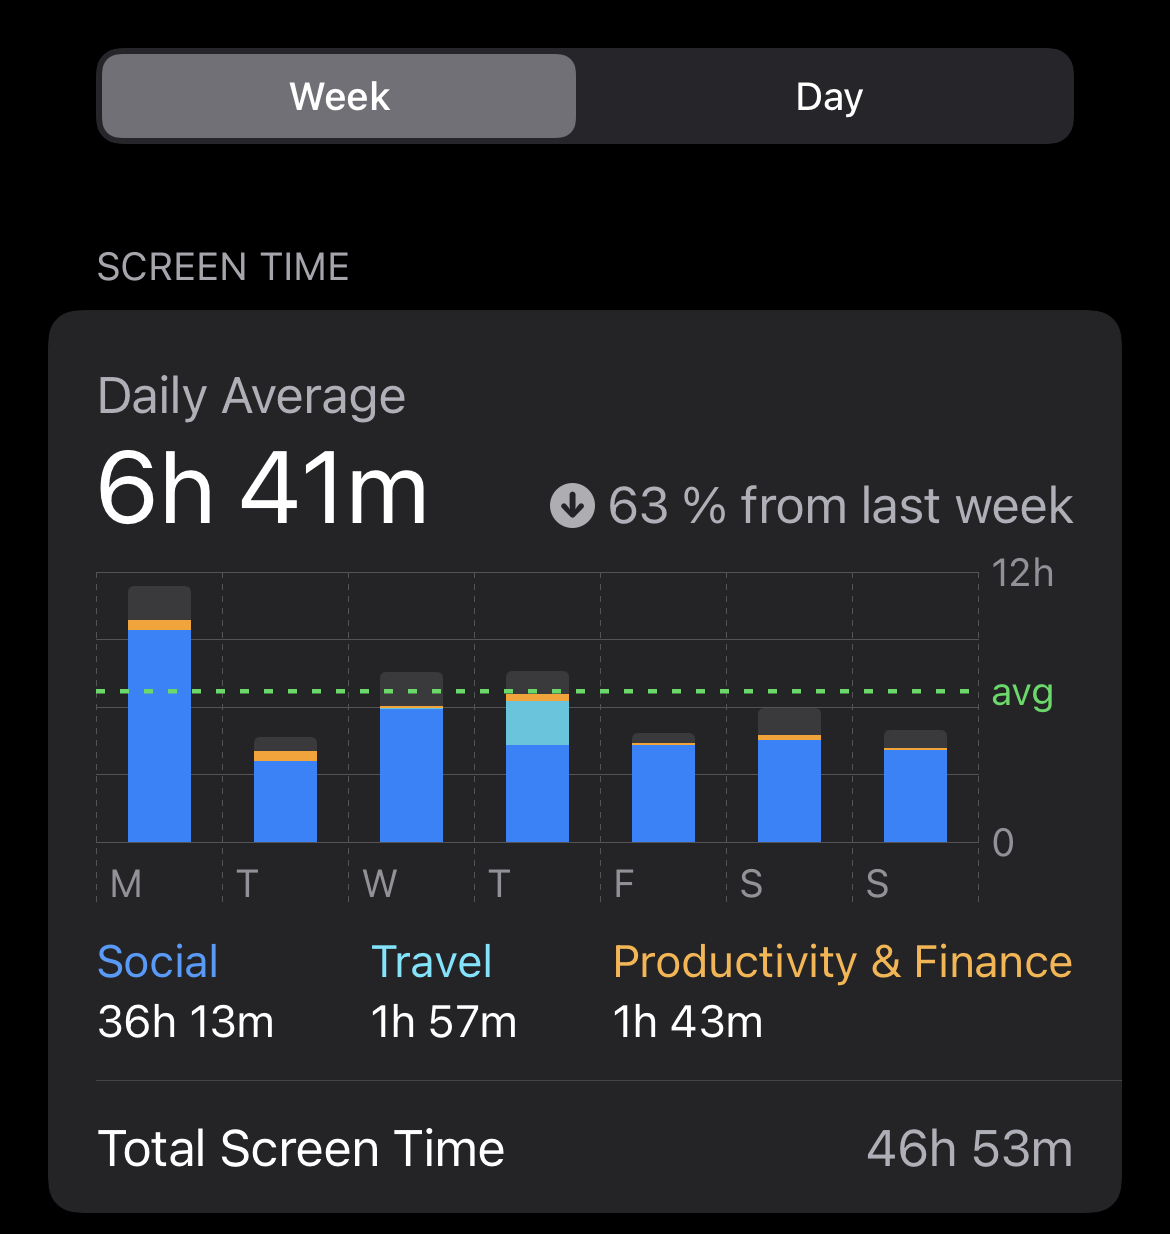 Week Day
SCREEN TIME
Daily Average
6h 41m
63 % from last week
12h
avg
0
M T W T F S S
Social Travel Productivity & Finance
36h 13m 1h 57m 1h 43m
Total Screen Time 46h 53m